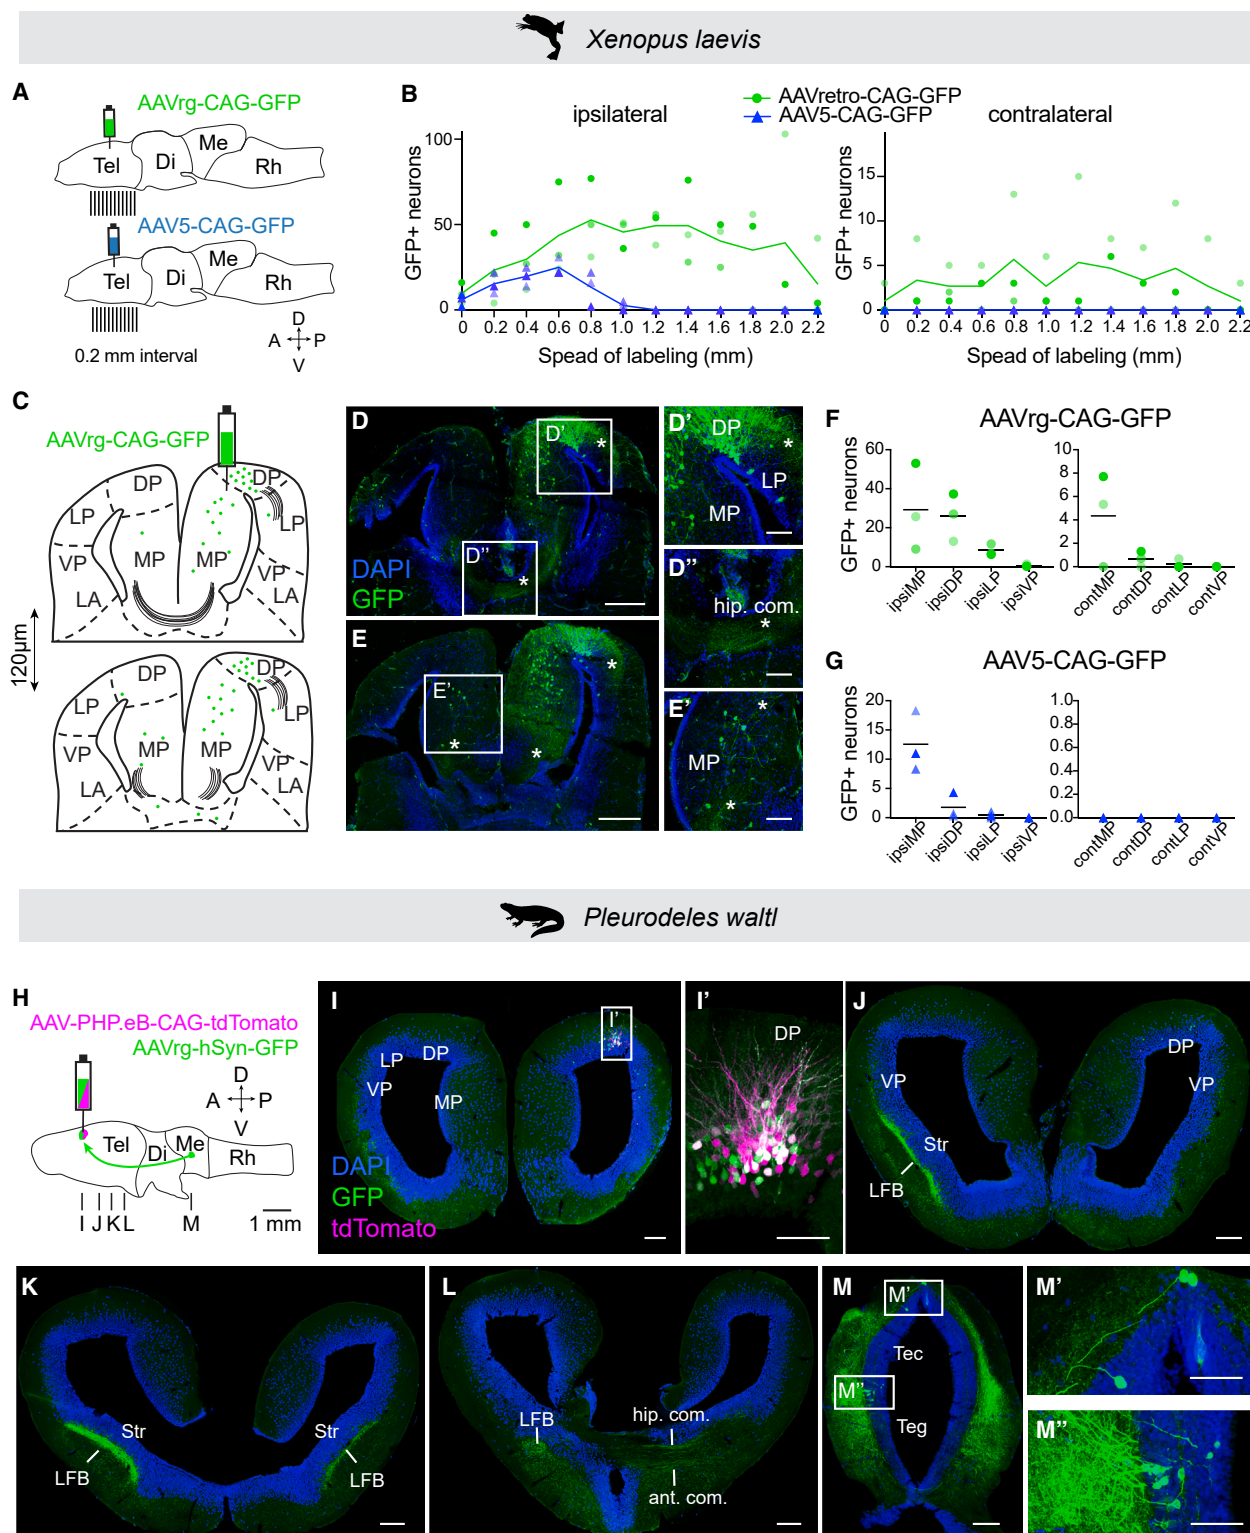 Xenopus laevis
A
AAVrg-CAG-GFP
Tel
Di
Me
Rh
AAV5-CAG-GFP
Tel
Di
Me
Rh
0.2 mm interval
D
A
P
V
B
AAVretro-CAG-GFP
AAV5-CAG-GFP
ipsilateral
contralateral
GFP+ neurons
100
50
0
0 0.2 0.4 0.6 0.8 1.0 1.2 1.4 1.6 1.8 2.0 2.2
Spead of labeling (mm)
GFP+ neurons
15
10
5
0
0 0.2 0.4 0.6 0.8 1.0 1.2 1.4 1.6 1.8 2.0 2.2
Spead of labeling (mm)
C
AAVrg-CAG-GFP
DP
DP
LP
LP
MP
MP
VP
VP
LA
LA
120µm
DP
DP
LP
LP
MP
MP
VP
VP
LA
LA
D
D'
*
D''
*
DAPI
GFP
D'
DP
*
LP
MP
D''
hip. com.
*
E
*
E'
*
*
E'
*
MP
*
F
AAVrg-CAG-GFP
GFP+ neurons
60
40
20
0
ipsiMP
ipsiDP
ipsiLP
ipsiVP
10
8
6
4
2
0
contMP
contDP
contLP
contVP
G
AAV5-CAG-GFP
GFP+ neurons
20
15
10
5
0
ipsiMP
ipsiDP
ipsiLP
ipsiVP
1.0
0.8
0.6
0.4
0.2
0.0
contMP
contDP
contLP
contVP
Pleurodeles waltl
H
AAV-PHP.eB-CAG-tdTomato
AAVrg-hSyn-GFP
D
A
P
V
Tel
Di
Me
Rh
I J K L M
1 mm
I
I'
LP
DP
VP
MP
DAPI
GFP
tdTomato
I'
DP
J
DP
VP
VP
Str
LFB
K
Str
Str
LFB
LFB
L
LFB
hip. com.
ant. com.
M
M'
Tec
M''
Teg
M'
M''